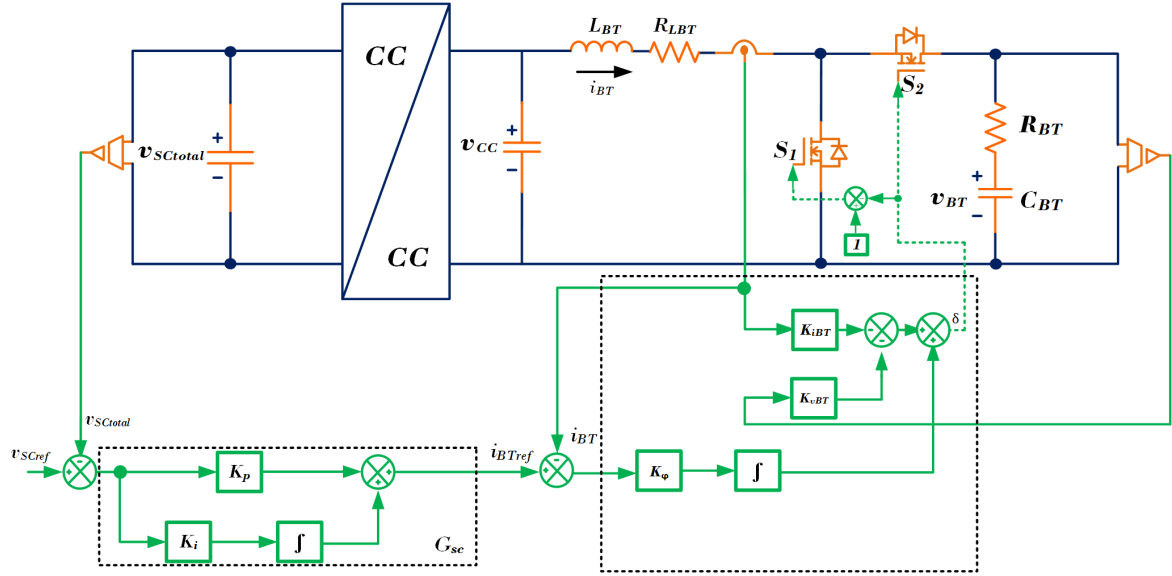 L_BT R_LBT
CC
i_BT
S_2
+
v_SCtotal
−
+
v_CC
−
R_BT
S_1
+
v_BT C_BT
−
1
CC
K_iBT
δ
K_vBT
v_SCtotal
v_SCref
K_p
i_BTref
i_BT
K_φ
∫
K_i
∫
G_sc